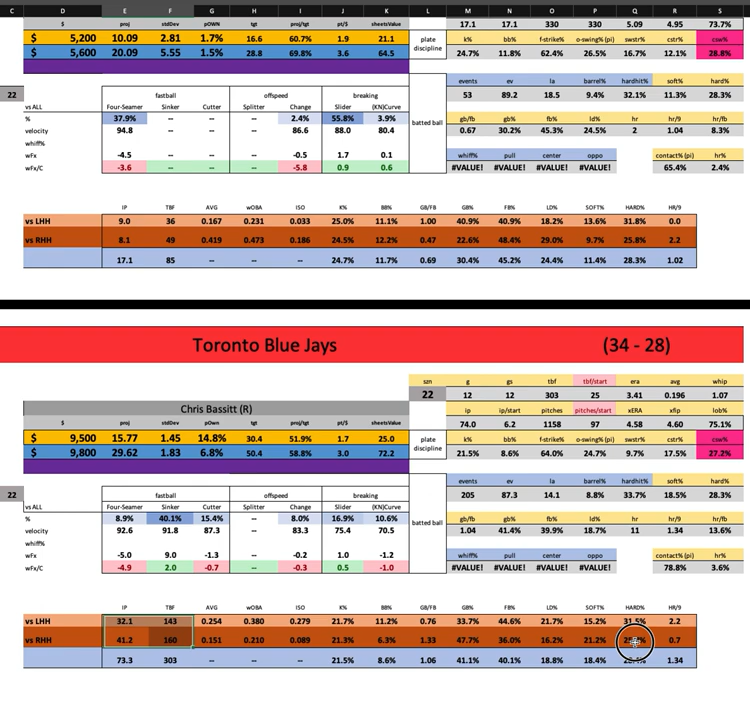 C D E F G H I J K L M N O P Q R S
$ proj stdDev pOWN tgt proj/tgt pt/$ sheetsValue 17.1 17.1 330 330 5.09 4.95 73.7%
$ 5,200 10.09 2.81 1.7% 16.6 60.7% 1.9 21.1 plate discipline k% bb% f-strike% o-swing% (pi) swstr% cstr% csw%
$ 5,600 20.09 5.55 1.5% 28.8 69.8% 3.6 64.5 24.7% 11.8% 62.4% 26.5% 16.7% 12.1% 28.8%
events ev la barrel% hardhit% soft% hard%
22 fastball offspeed breaking batted ball 53 89.2 18.5 9.4% 32.1% 11.3% 28.3%
vs ALL Four-Seamer Sinker Cutter Splitter Change Slider (KN)Curve
% 37.9% -- -- -- 2.4% 55.8% 3.9% gb/fb gb% fb% ld% hr hr/9 hr/fb
velocity 94.8 -- -- -- 86.6 88.0 80.4 0.67 30.2% 45.3% 24.5% 2 1.04 8.3%
whiff%
wFx -4.5 -- -- -- -0.5 1.7 0.1 whiff% pull center oppo contact% (pi) hr%
wFx/C -3.6 -- -- -- -5.8 0.9 0.6 #VALUE! #VALUE! #VALUE! #VALUE! 65.4% 2.4%
IP TBF AVG wOBA ISO K% BB% GB/FB GB% FB% LD% SOFT% HARD% HR/9
vs LHH 9.0 36 0.167 0.231 0.033 25.0% 11.1% 1.00 40.9% 40.9% 18.2% 13.6% 31.8% 0.0
vs RHH 8.1 49 0.419 0.473 0.186 24.5% 12.2% 0.47 22.6% 48.4% 29.0% 9.7% 25.8% 2.2
17.1 85 -- -- -- 24.7% 11.7% 0.69 30.4% 45.2% 24.4% 11.4% 28.3% 1.02
Toronto Blue Jays (34 - 28)
szn g gs tbf tbf/start era avg whip
22 12 12 303 25 3.41 0.196 1.07
Chris Bassitt (R) ip ip/start pitches pitches/start xERA xfip lob%
$ proj stdDev pOwn tgt proj/tgt pt/$ sheetsValue 74.0 6.2 1158 97 4.58 4.60 75.1%
$ 9,500 15.77 1.45 14.8% 30.4 51.9% 1.7 25.0 plate discipline k% bb% f-strike% o-swing% (pi) swstr% cstr% csw%
$ 9,800 29.62 1.83 6.8% 50.4 58.8% 3.0 72.2 21.5% 8.6% 64.0% 24.7% 9.7% 17.5% 27.2%
events ev la barrel% hardhit% soft% hard%
22 fastball offspeed breaking batted ball 205 87.3 14.1 8.8% 33.7% 18.5% 28.3%
vs ALL Four-Seamer Sinker Cutter Splitter Change Slider (KN)Curve
% 8.9% 40.1% 15.4% -- 8.0% 16.9% 10.6% gb/fb gb% fb% ld% hr hr/9 hr/fb
velocity 92.6 91.8 87.3 -- 83.3 75.4 70.5 1.04 41.4% 39.9% 18.7% 11 1.34 13.6%
whiff%
wFx -5.0 9.0 -1.3 -- -0.2 1.0 -1.2 whiff% pull center oppo contact% (pi) hr%
wFx/C -4.9 2.0 -0.7 -- -0.3 0.5 -1.0 #VALUE! #VALUE! #VALUE! #VALUE! 78.8% 3.6%
IP TBF AVG wOBA ISO K% BB% GB/FB GB% FB% LD% SOFT% HARD% HR/9
vs LHH 32.1 143 0.254 0.380 0.279 21.7% 11.2% 0.76 33.7% 44.6% 21.7% 15.2% 31.5% 2.2
vs RHH 41.2 160 0.151 0.210 0.089 21.3% 6.3% 1.33 47.7% 36.0% 16.2% 21.2% 0.7
73.3 303 -- -- -- 21.5% 8.6% 1.06 41.1% 40.1% 18.8% 18.4% 1.34